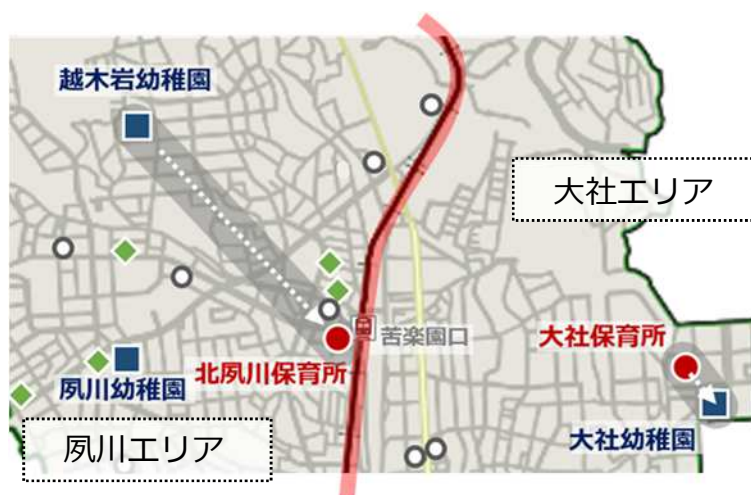 越木岩幼稚園
大社エリア
苦楽園口
大社保育所
北夙川保育所
夙川幼稚園
大社幼稚園
夙川エリア